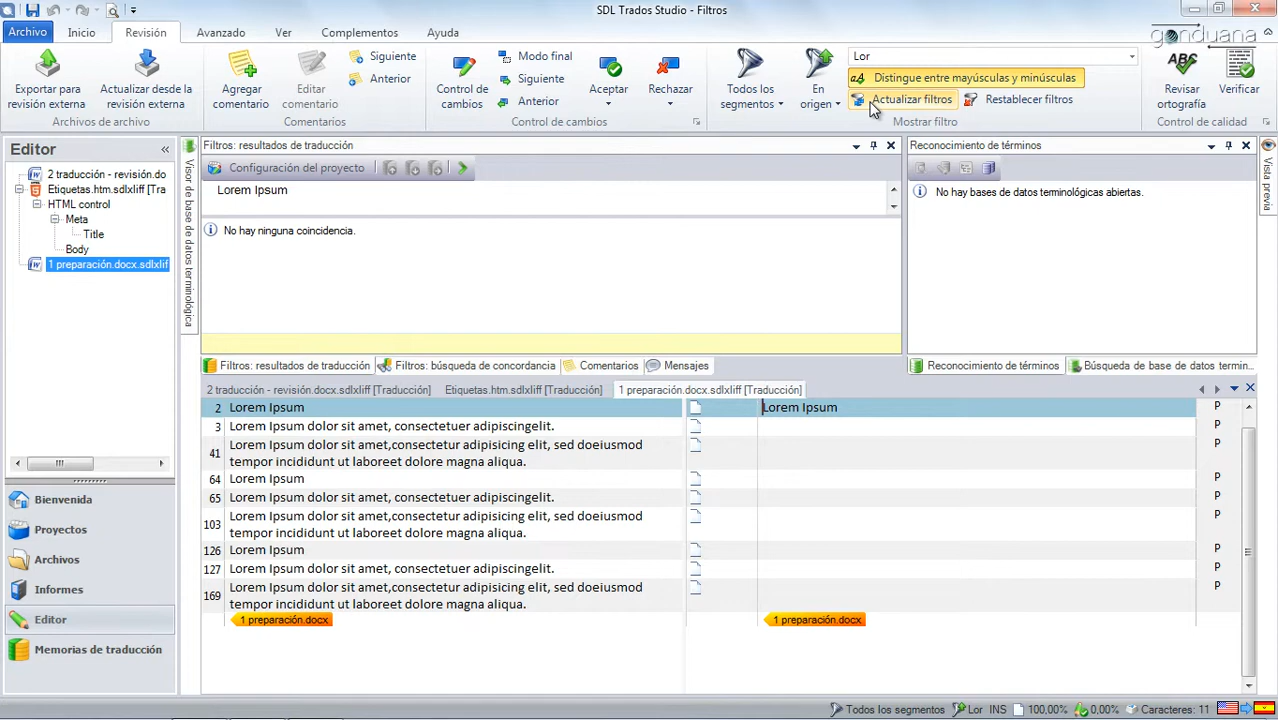 SDL Trados Studio - Filtros
Archivo Inicio Revisión Avanzado Ver Complementos Ayuda
gonduana
Exportar para revisión externa
Actualizar desde la revisión externa
Archivos de archivo
Agregar comentario
Editar comentario
Siguiente
Anterior
Comentarios
Control de cambios
Modo final
Siguiente
Anterior
Aceptar
Rechazar
Control de cambios
Todos los segmentos
En origen
Lor
Distingue entre mayúsculas y minúsculas
Actualizar filtros
Restablecer filtros
Mostrar filtro
ABC
Revisar ortografía
Verificar
Control de calidad
Editor
2 traducción - revisión.do
Etiquetas.htm.sdlxliff [Tra
HTML control
Meta
Title
Body
1 preparación.docx.sdlxlif
Bienvenida
Proyectos
Archivos
Informes
Editor
Memorias de traducción
Visor de base de datos terminológica
Filtros: resultados de traducción
Configuración del proyecto
Lorem Ipsum
No hay ninguna coincidencia.
Filtros: resultados de traducción
Filtros: búsqueda de concordancia
Comentarios
Mensajes
Reconocimiento de términos
No hay bases de datos terminológicas abiertas.
Reconocimiento de términos
Búsqueda de base de datos termin...
Vista previa
2 traducción - revisión.docx.sdlxliff [Traducción]
Etiquetas.htm.sdlxliff [Traducción]
1 preparación.docx.sdlxliff [Traducción]
2 Lorem Ipsum Lorem Ipsum P
3 Lorem Ipsum dolor sit amet, consectetuer adipiscingelit. P
41 Lorem Ipsum dolor sit amet,consectetur adipisicing elit, sed doeiusmod P
tempor incididunt ut laboreet dolore magna aliqua.
64 Lorem Ipsum P
65 Lorem Ipsum dolor sit amet, consectetuer adipiscingelit. P
103 Lorem Ipsum dolor sit amet,consectetur adipisicing elit, sed doeiusmod P
tempor incididunt ut laboreet dolore magna aliqua.
126 Lorem Ipsum P
127 Lorem Ipsum dolor sit amet, consectetuer adipiscingelit. P
169 Lorem Ipsum dolor sit amet,consectetur adipisicing elit, sed doeiusmod P
tempor incididunt ut laboreet dolore magna aliqua.
1 preparación.docx 1 preparación.docx
Todos los segmentos Lor INS 100,00% 0,00% Caracteres: 11